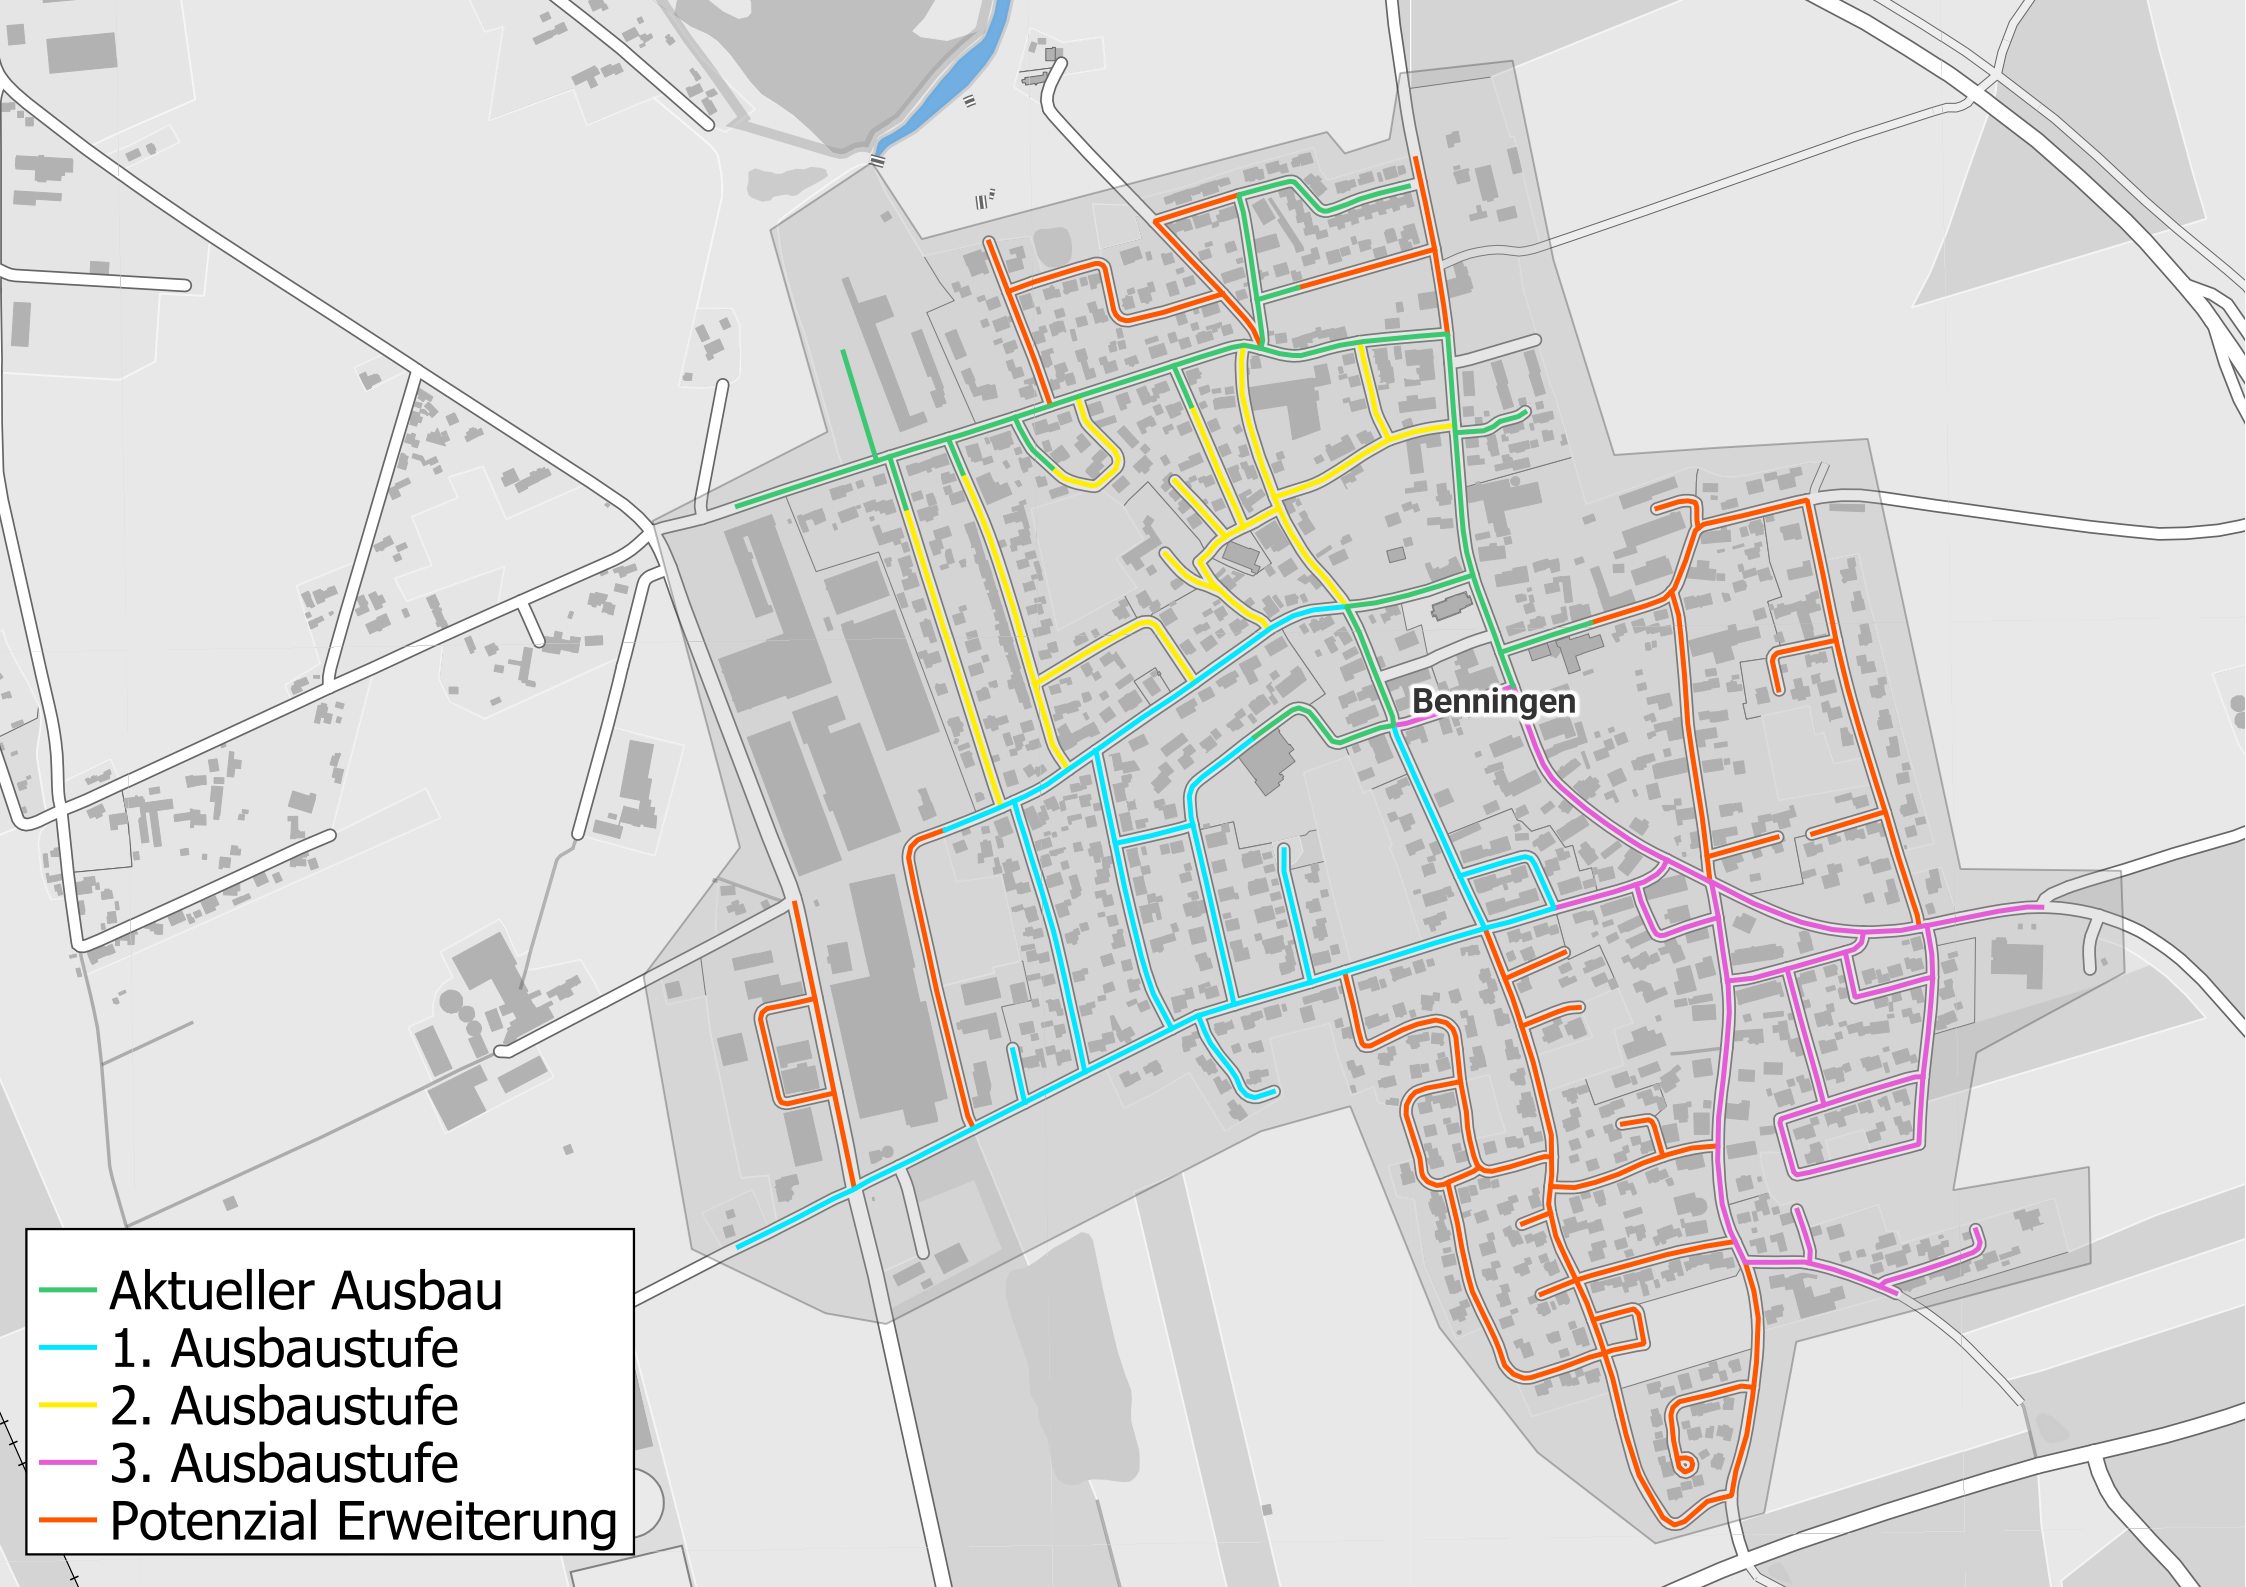 Benningen
Aktueller Ausbau
1. Ausbaustufe
2. Ausbaustufe
3. Ausbaustufe
Potenzial Erweiterung